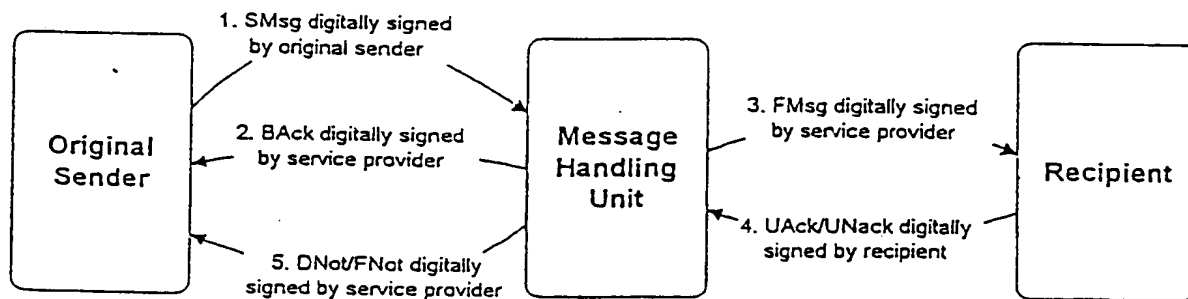 1. SMsg digitally signed
by original sender
Original
Sender
2. BAck digitally signed
by service provider
5. DNot/FNot digitally
signed by service provider
Message
Handling
Unit
3. FMsg digitally signed
by service provider
4. UAck/UNack digitally
signed by recipient
Recipient